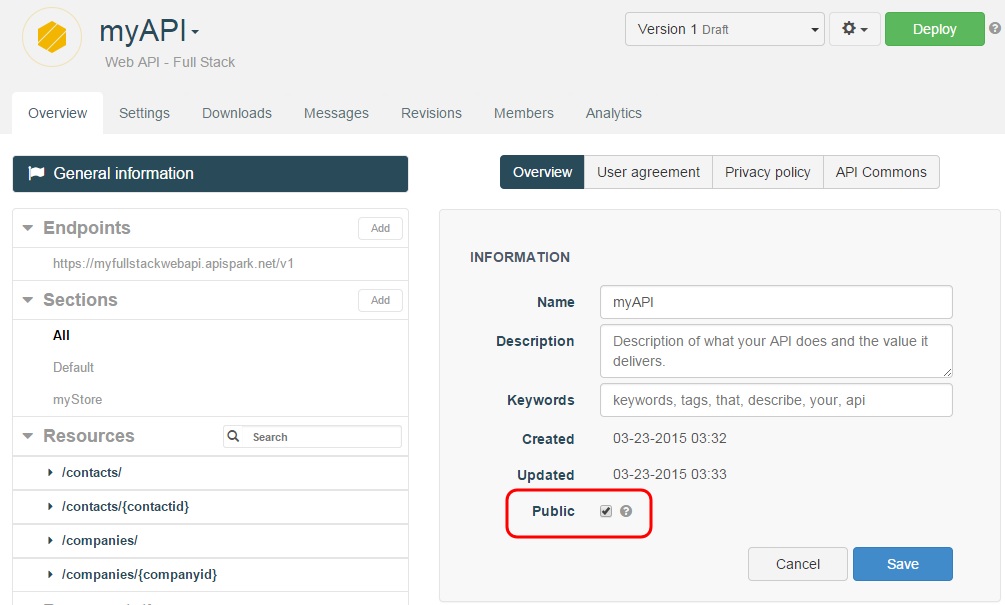 myAPI
Web API - Full Stack
Version 1 Draft
Deploy
Overview Settings Downloads Messages Revisions Members Analytics
General information
Endpoints Add
https://myfullstackwebapi.apispark.net/v1
Sections Add
All
Default
myStore
Resources Search
/contacts/
/contacts/{contactid}
/companies/
/companies/{companyid}
Overview User agreement Privacy policy API Commons
INFORMATION
Name myAPI
Description Description of what your API does and the value it
delivers.
Keywords keywords, tags, that, describe, your, api
Created 03-23-2015 03:32
Updated 03-23-2015 03:33
Public ?
Cancel Save